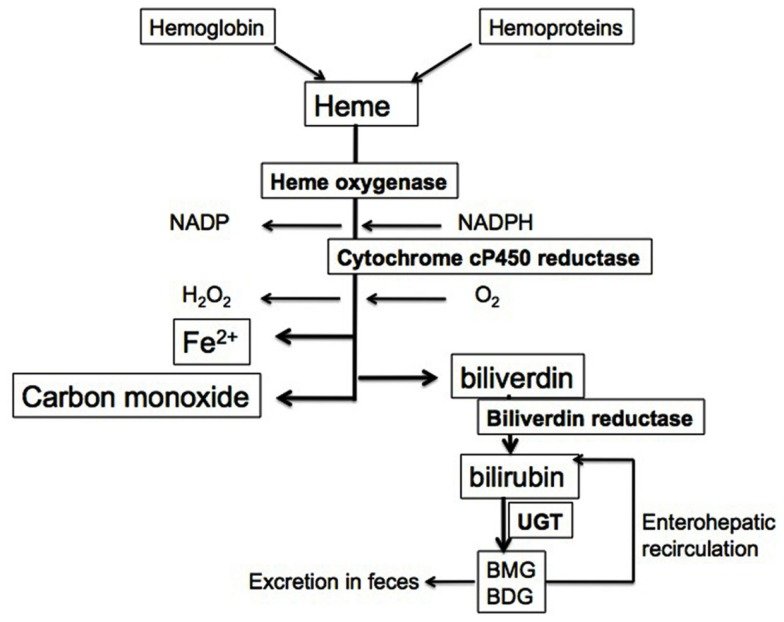 Hemoglobin
Hemoproteins
Heme
Heme oxygenase
NADP
NADPH
Cytochrome cP450 reductase
H₂O₂
O₂
Fe²⁺
Carbon monoxide
biliverdin
Biliverdin reductase
bilirubin
UGT
Enterohepatic
recirculation
Excretion in feces
BMG
BDG